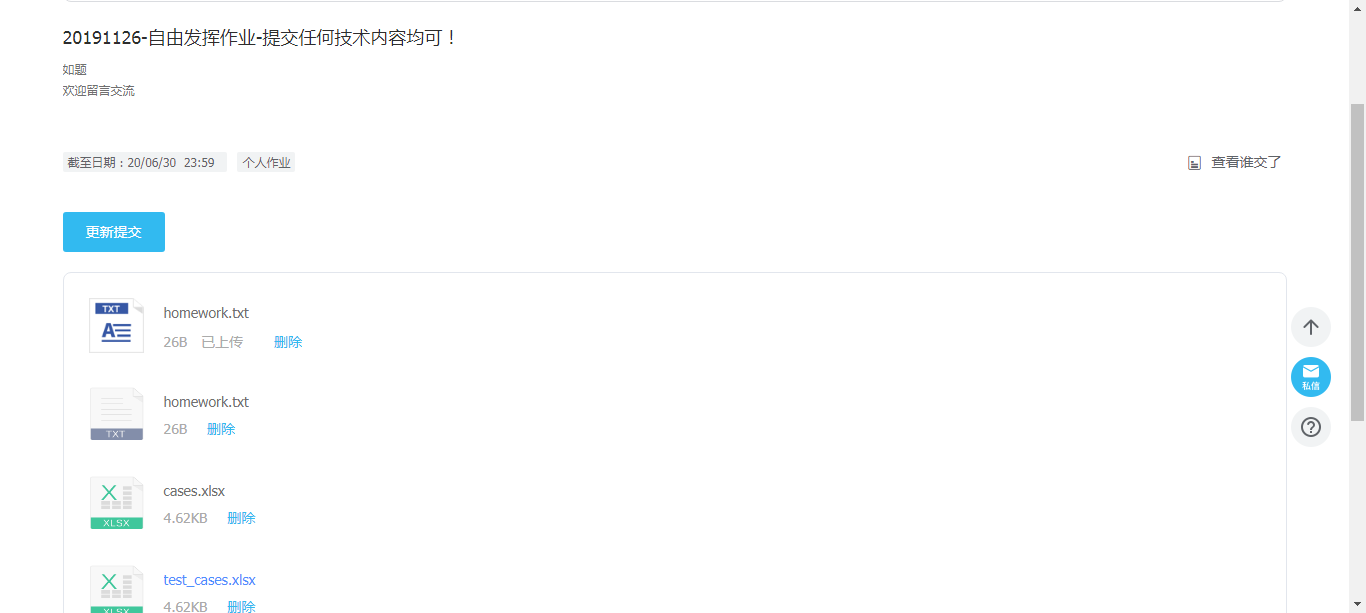 20191126-自由发挥作业-提交任何技术内容均可！
如题
欢迎留言交流
截至日期：20/06/30 23:59 个人作业 查看谁交了
更新提交
TXT
homework.txt
26B 已上传 删除
私信
homework.txt
TXT
26B 删除
cases.xlsx
XLSX
4.62KB 删除
test_cases.xlsx
XLSX
4.62KB 删除